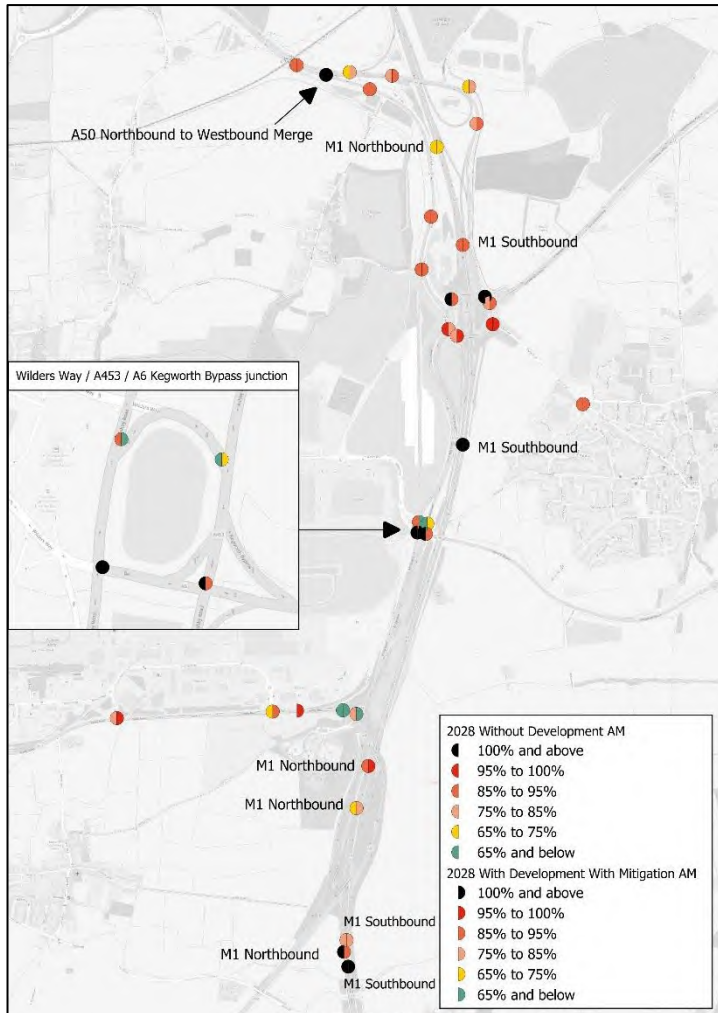 A50 Northbound to Westbound Merge
M1 Northbound
M1 Southbound
Wilders Way / A453 / A6 Kegworth Bypass junction
M1 Southbound
M1 Northbound
M1 Northbound
M1 Southbound
M1 Northbound
M1 Southbound
2028 Without Development AM
100% and above
95% to 100%
85% to 95%
75% to 85%
65% to 75%
65% and below
2028 With Development With Mitigation AM
100% and above
95% to 100%
85% to 95%
75% to 85%
65% to 75%
65% and below